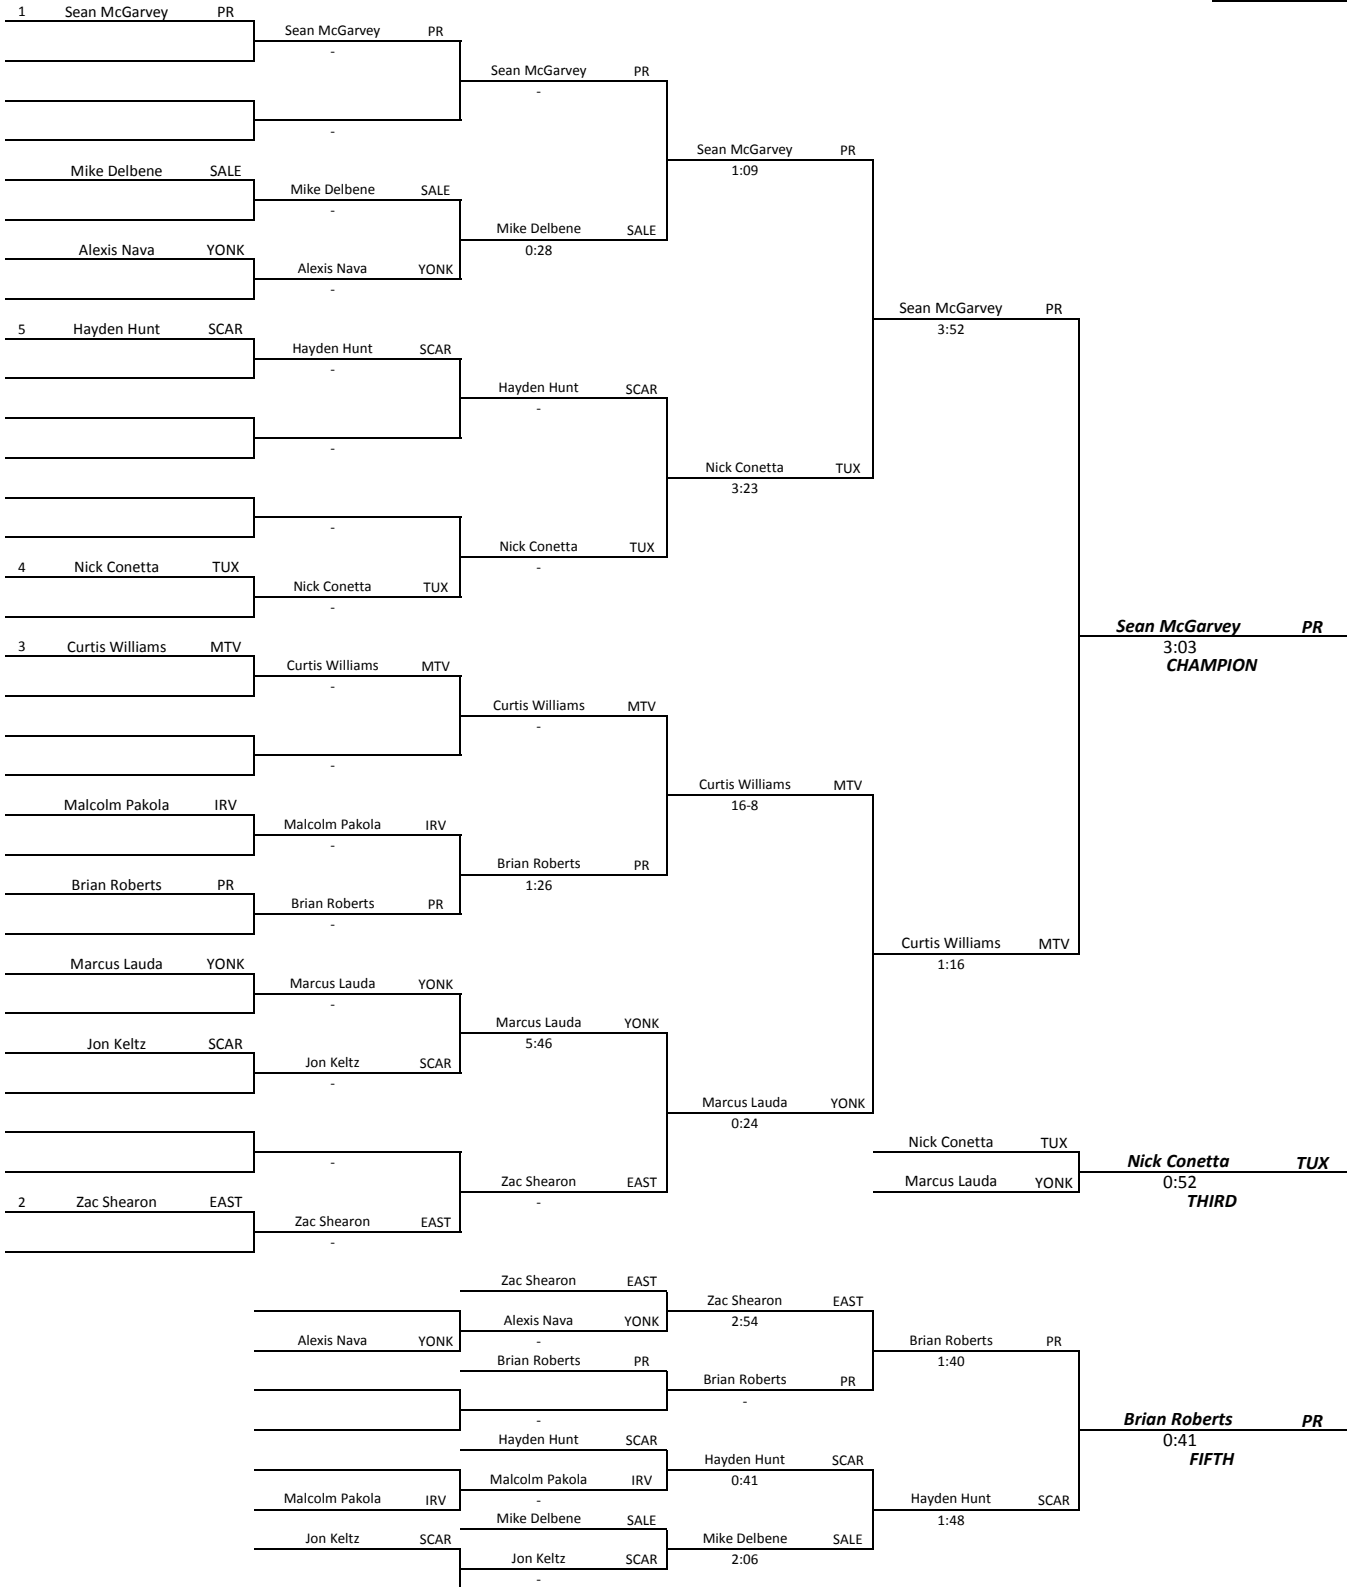 1 Sean McGarvey PR
Sean McGarvey PR
-
Sean McGarvey PR
-
-
Sean McGarvey PR
1:09
Mike Delbene SALE
Mike Delbene SALE
-
Mike Delbene SALE
0:28
Alexis Nava YONK
Alexis Nava YONK
-
Sean McGarvey PR
3:52
5 Hayden Hunt SCAR
Hayden Hunt SCAR
-
Hayden Hunt SCAR
-
-
Nick Conetta TUX
3:23
-
Nick Conetta TUX
-
4 Nick Conetta TUX
Nick Conetta TUX
-
Sean McGarvey PR
3:03
CHAMPION
3 Curtis Williams MTV
Curtis Williams MTV
-
Curtis Williams MTV
-
-
Curtis Williams MTV
16-8
Malcolm Pakola IRV
Malcolm Pakola IRV
-
Brian Roberts PR
1:26
Brian Roberts PR
Brian Roberts PR
-
Curtis Williams MTV
1:16
Marcus Lauda YONK
Marcus Lauda YONK
-
Marcus Lauda YONK
5:46
Jon Keltz SCAR
Jon Keltz SCAR
-
Marcus Lauda YONK
0:24
-
Zac Shearon EAST
-
2 Zac Shearon EAST
Zac Shearon EAST
-
Nick Conetta TUX
Marcus Lauda YONK
Nick Conetta TUX
0:52
THIRD
Zac Shearon EAST
Zac Shearon EAST
2:54
Alexis Nava YONK
-
Alexis Nava YONK
Brian Roberts PR
1:40
Brian Roberts PR
Brian Roberts PR
-
-
Brian Roberts PR
0:41
FIFTH
Hayden Hunt SCAR
Hayden Hunt SCAR
0:41
Malcolm Pakola IRV
-
Malcolm Pakola IRV
Hayden Hunt SCAR
1:48
Mike Delbene SALE
Mike Delbene SALE
2:06
Jon Keltz SCAR
Jon Keltz SCAR
-